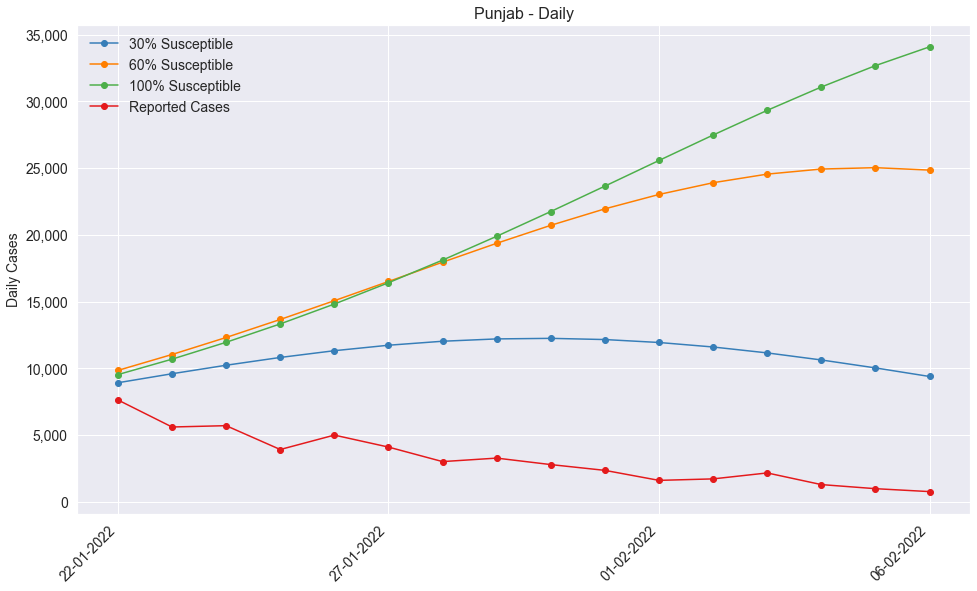 Punjab - Daily
35,000
30,000
25,000
20,000
15,000
10,000
5,000
0
Daily Cases
30% Susceptible
60% Susceptible
100% Susceptible
Reported Cases
22-01-2022
27-01-2022
01-02-2022
06-02-2022